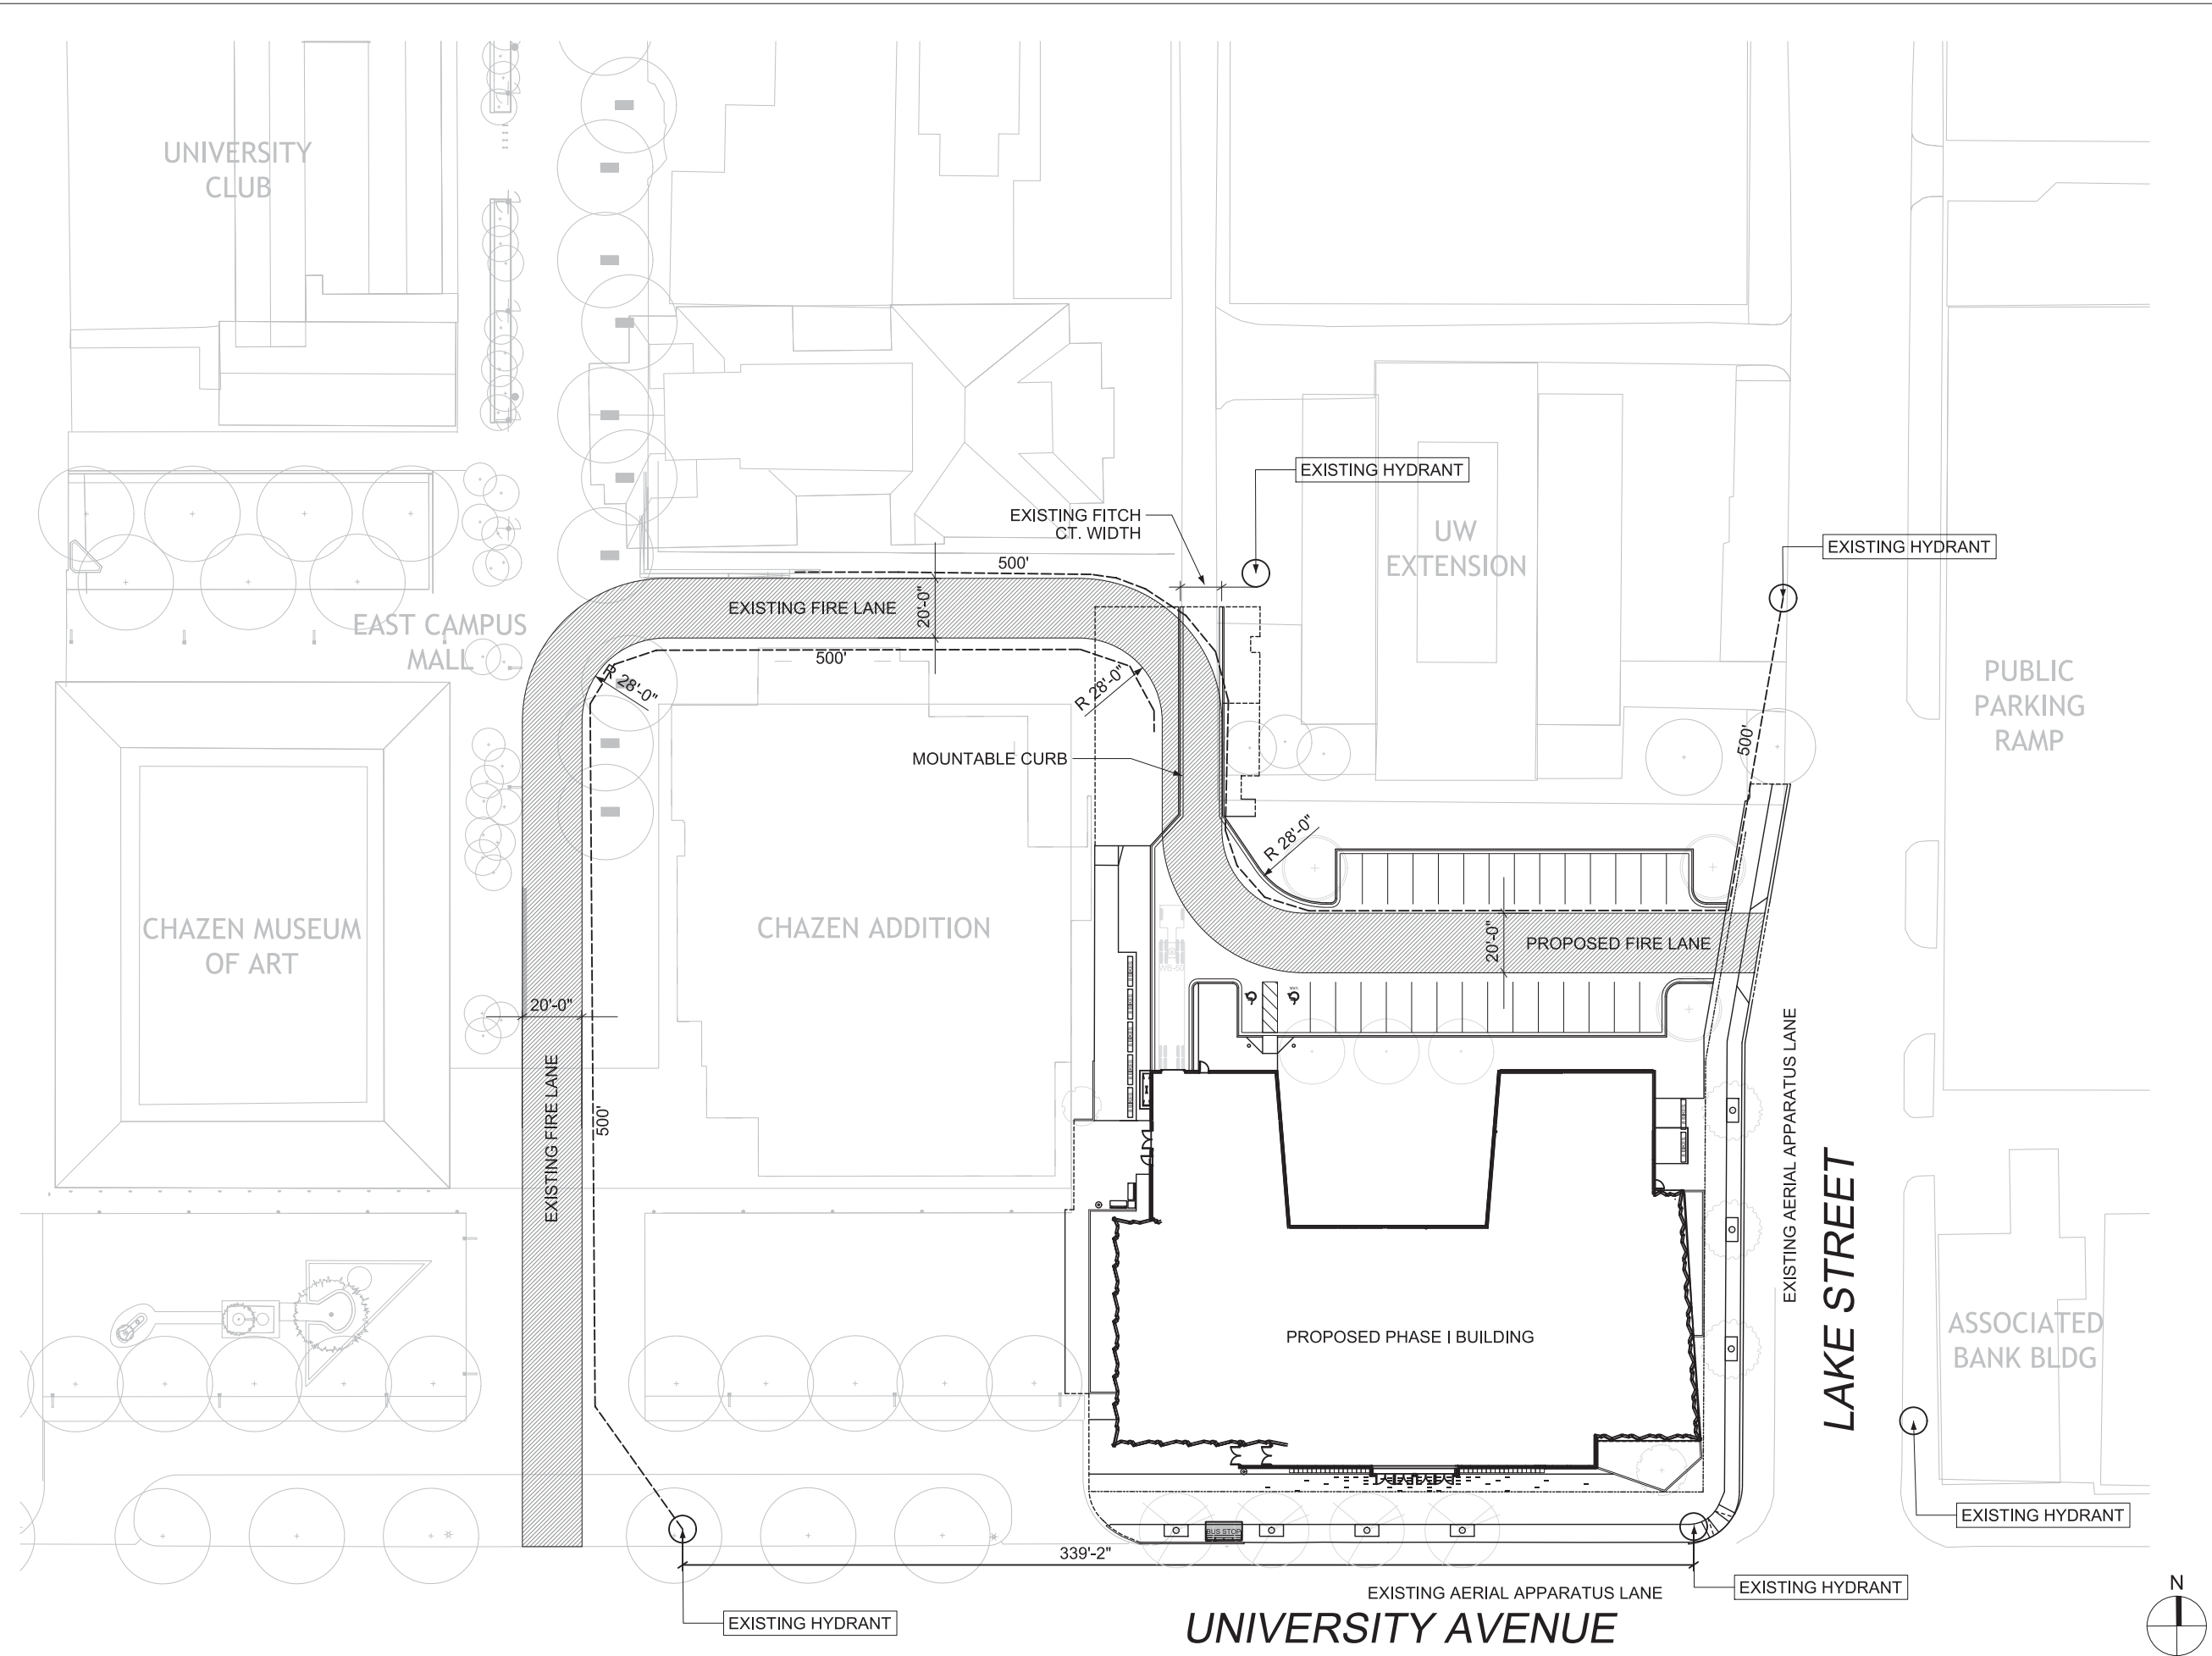 UNIVERSITY
CLUB
EXISTING HYDRANT
EXISTING FITCH
CT. WIDTH
UW
EXTENSION
EXISTING HYDRANT
500'
EXISTING FIRE LANE
20'-0"
EAST CAMPUS
MALL
500'
R 28'-0"
R 28'-0"
PUBLIC
PARKING
RAMP
500'
MOUNTABLE CURB
R 28'-0"
CHAZEN MUSEUM
OF ART
CHAZEN ADDITION
PROPOSED FIRE LANE
20'-0"
WB-50
20'-0"
EXISTING FIRE LANE
500'
EXISTING AERIAL APPARATUS LANE
LAKE STREET
PROPOSED PHASE I BUILDING
ASSOCIATED
BANK BLDG
EXISTING HYDRANT
BUS STOP
339'-2"
EXISTING AERIAL APPARATUS LANE
EXISTING HYDRANT
EXISTING HYDRANT
UNIVERSITY AVENUE
N